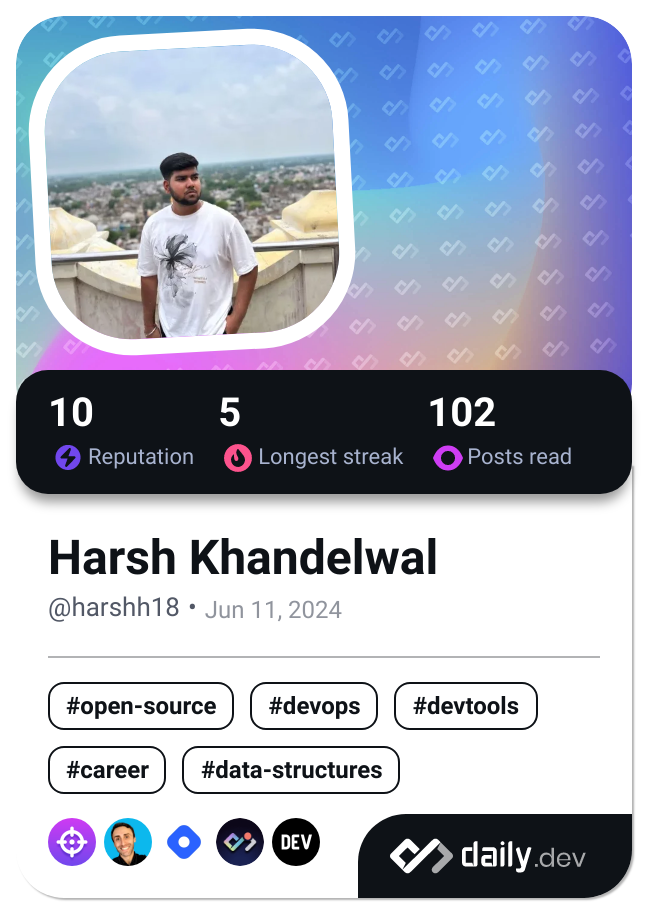 10 5 102
Reputation Longest streak Posts read
Harsh Khandelwal
@harshh18 • Jun 11, 2024
#open-source #devops #devtools
#career #data-structures
DEV
daily.dev